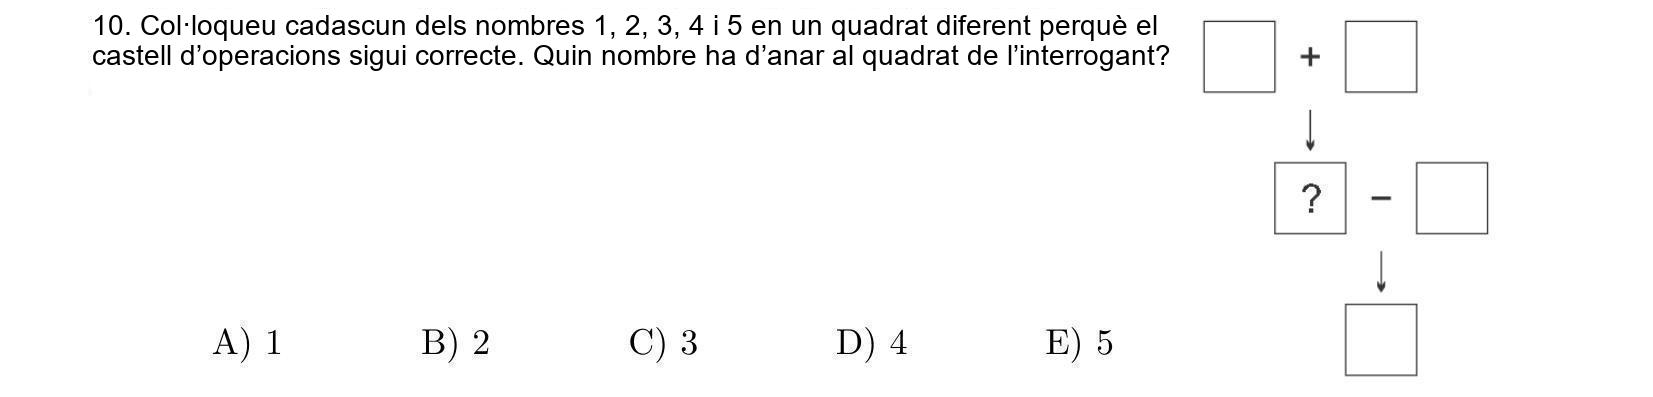 10. Col·loqueu cadascun dels nombres 1, 2, 3, 4 i 5 en un quadrat diferent perquè el
castell d’operacions sigui correcte. Quin nombre ha d’anar al quadrat de l’interrogant?
+
? −
A) 1 B) 2 C) 3 D) 4 E) 5